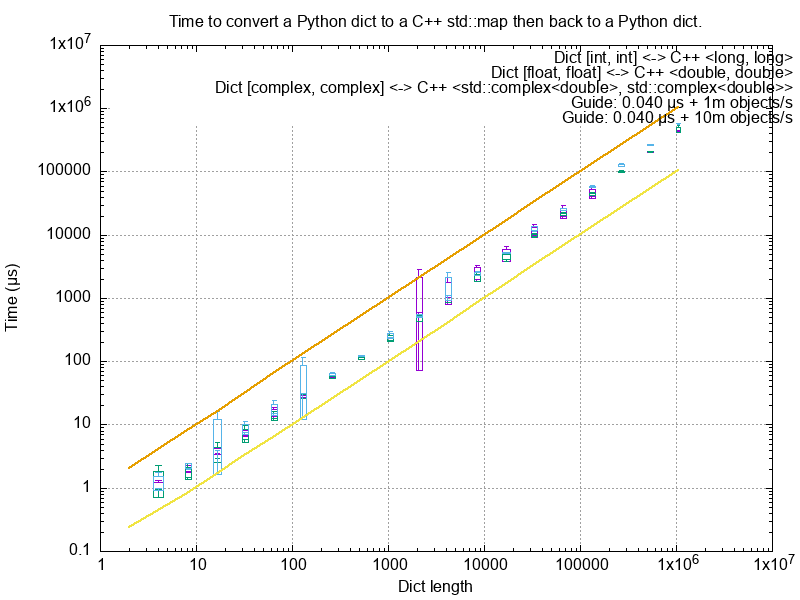 Time to convert a Python dict to a C++ std::map then back to a Python dict.
1x10^7
Dict [int, int] <-> C++ <long, long>
Dict [float, float] <-> C++ <double, double>
Dict [complex, complex] <-> C++ <std::complex<double>, std::complex<double>>
1x10^6
Guide: 0.040 μs + 1m objects/s
Guide: 0.040 μs + 10m objects/s
100000
10000
Time (μs)
1000
100
10
1
0.1
1 10 100 1000 10000 100000 1x10^6 1x10^7
Dict length